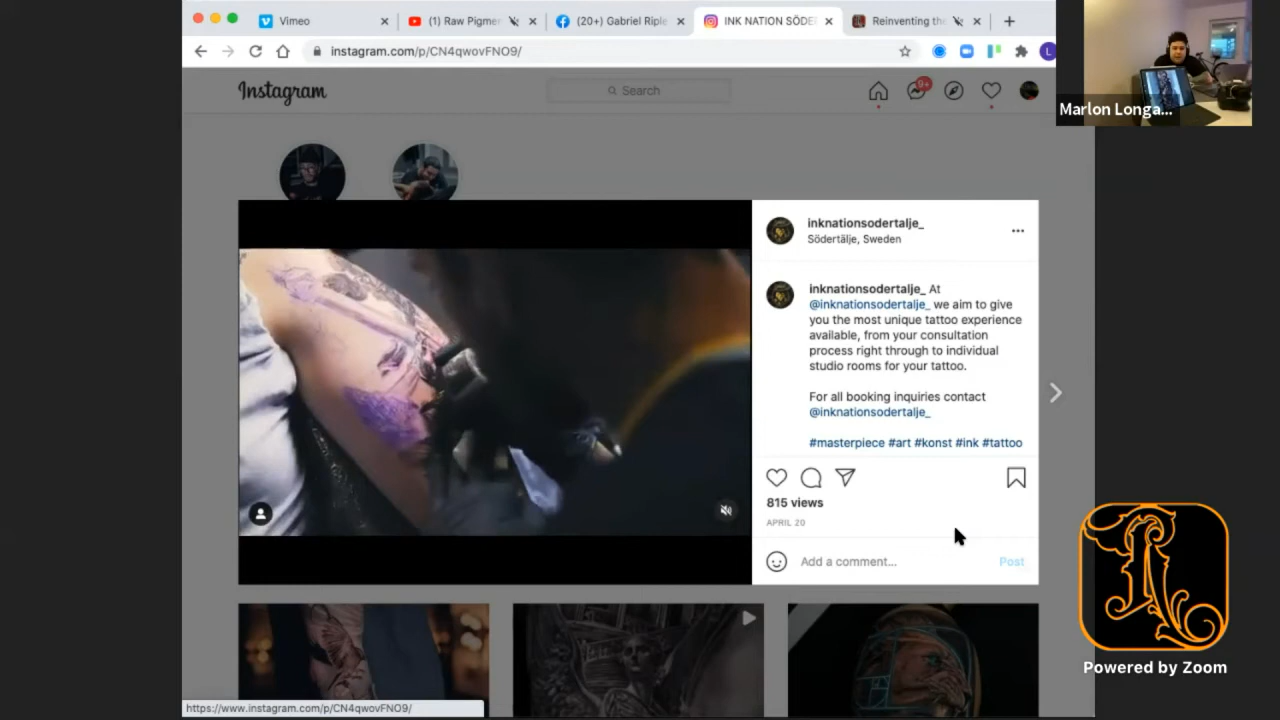 Vimeo
(1) Raw Pigme
(20+) Gabriel Riple
INK NATION SÖDER
Reinventing the
instagram.com/p/CN4qwovFNO9/
L
Marlon Longa...
Instagram
Search
9+
inknationsodertalje_
Södertälje, Sweden
inknationsodertalje_ At
@inknationsodertalje_ we aim to give
you the most unique tattoo experience
available, from your consultation
process right through to individual
studio rooms for your tattoo.
For all booking inquiries contact
@inknationsodertalje_
#masterpiece #art #konst #ink #tattoo
815 views
APRIL 20
Add a comment...
Post
Powered by Zoom
https://www.instagram.com/p/CN4qwovFNO9/